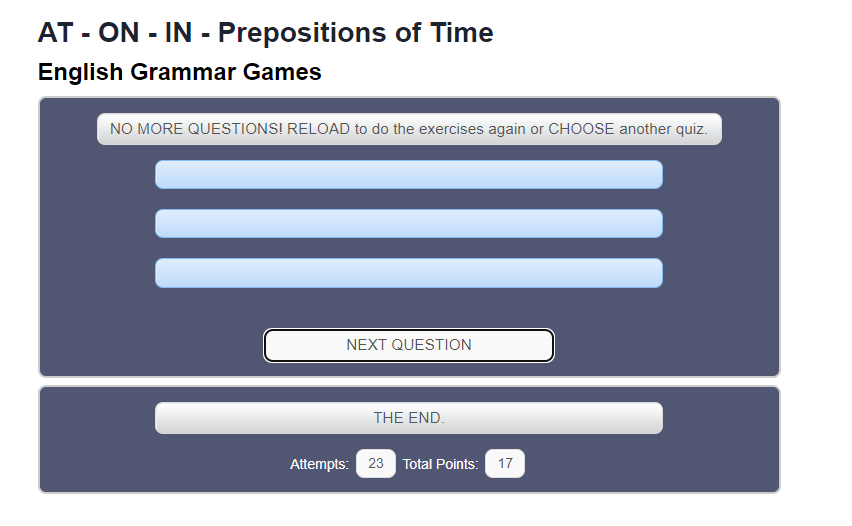 AT - ON - IN - Prepositions of Time
English Grammar Games
NO MORE QUESTIONS! RELOAD to do the exercises again or CHOOSE another quiz.
NEXT QUESTION
THE END.
Attempts: 23 Total Points: 17